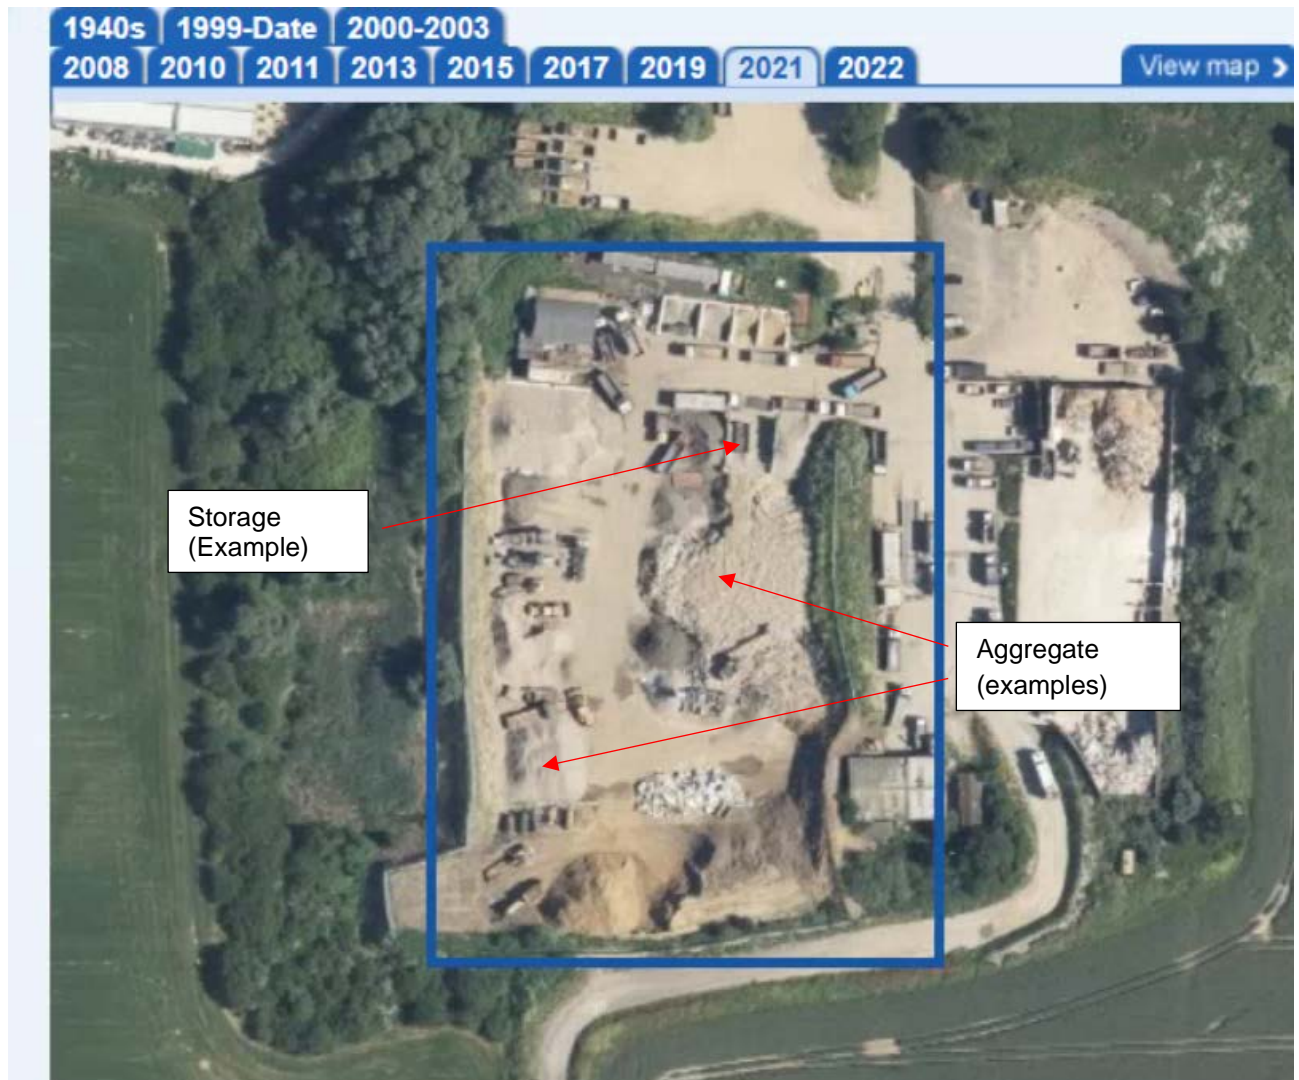 1940s 1999-Date 2000-2003
2008 2010 2011 2013 2015 2017 2019 2021 2022 View map
Storage
(Example)
Aggregate
(examples)